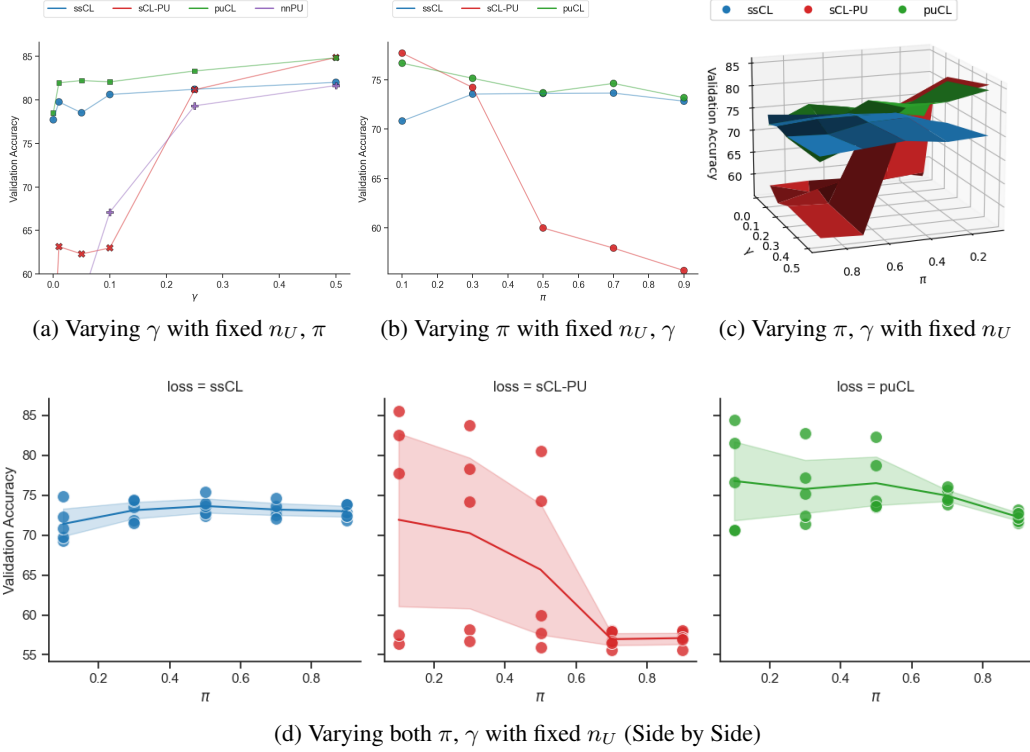 ssCL sCL-PU puCL nnPU
Validation Accuracy
85
80
75
70
65
60
0.0 0.1 0.2 0.3 0.4 0.5
γ
(a) Varying γ with fixed n_U, π
ssCL sCL-PU puCL
Validation Accuracy
75
70
65
60
0.1 0.2 0.3 0.4 0.5 0.6 0.7 0.8 0.9
π
(b) Varying π with fixed n_U, γ
ssCL sCL-PU puCL
Validation Accuracy
85
80
75
70
65
60
0.0
0.1
0.2
0.3
0.4
0.5
γ
0.8 0.6 0.4 0.2
π
(c) Varying π, γ with fixed n_U
loss = ssCL
loss = sCL-PU
loss = puCL
Validation Accuracy
85
80
75
70
65
60
55
0.2 0.4 0.6 0.8
π
0.2 0.4 0.6 0.8
π
0.2 0.4 0.6 0.8
π
(d) Varying both π, γ with fixed n_U (Side by Side)